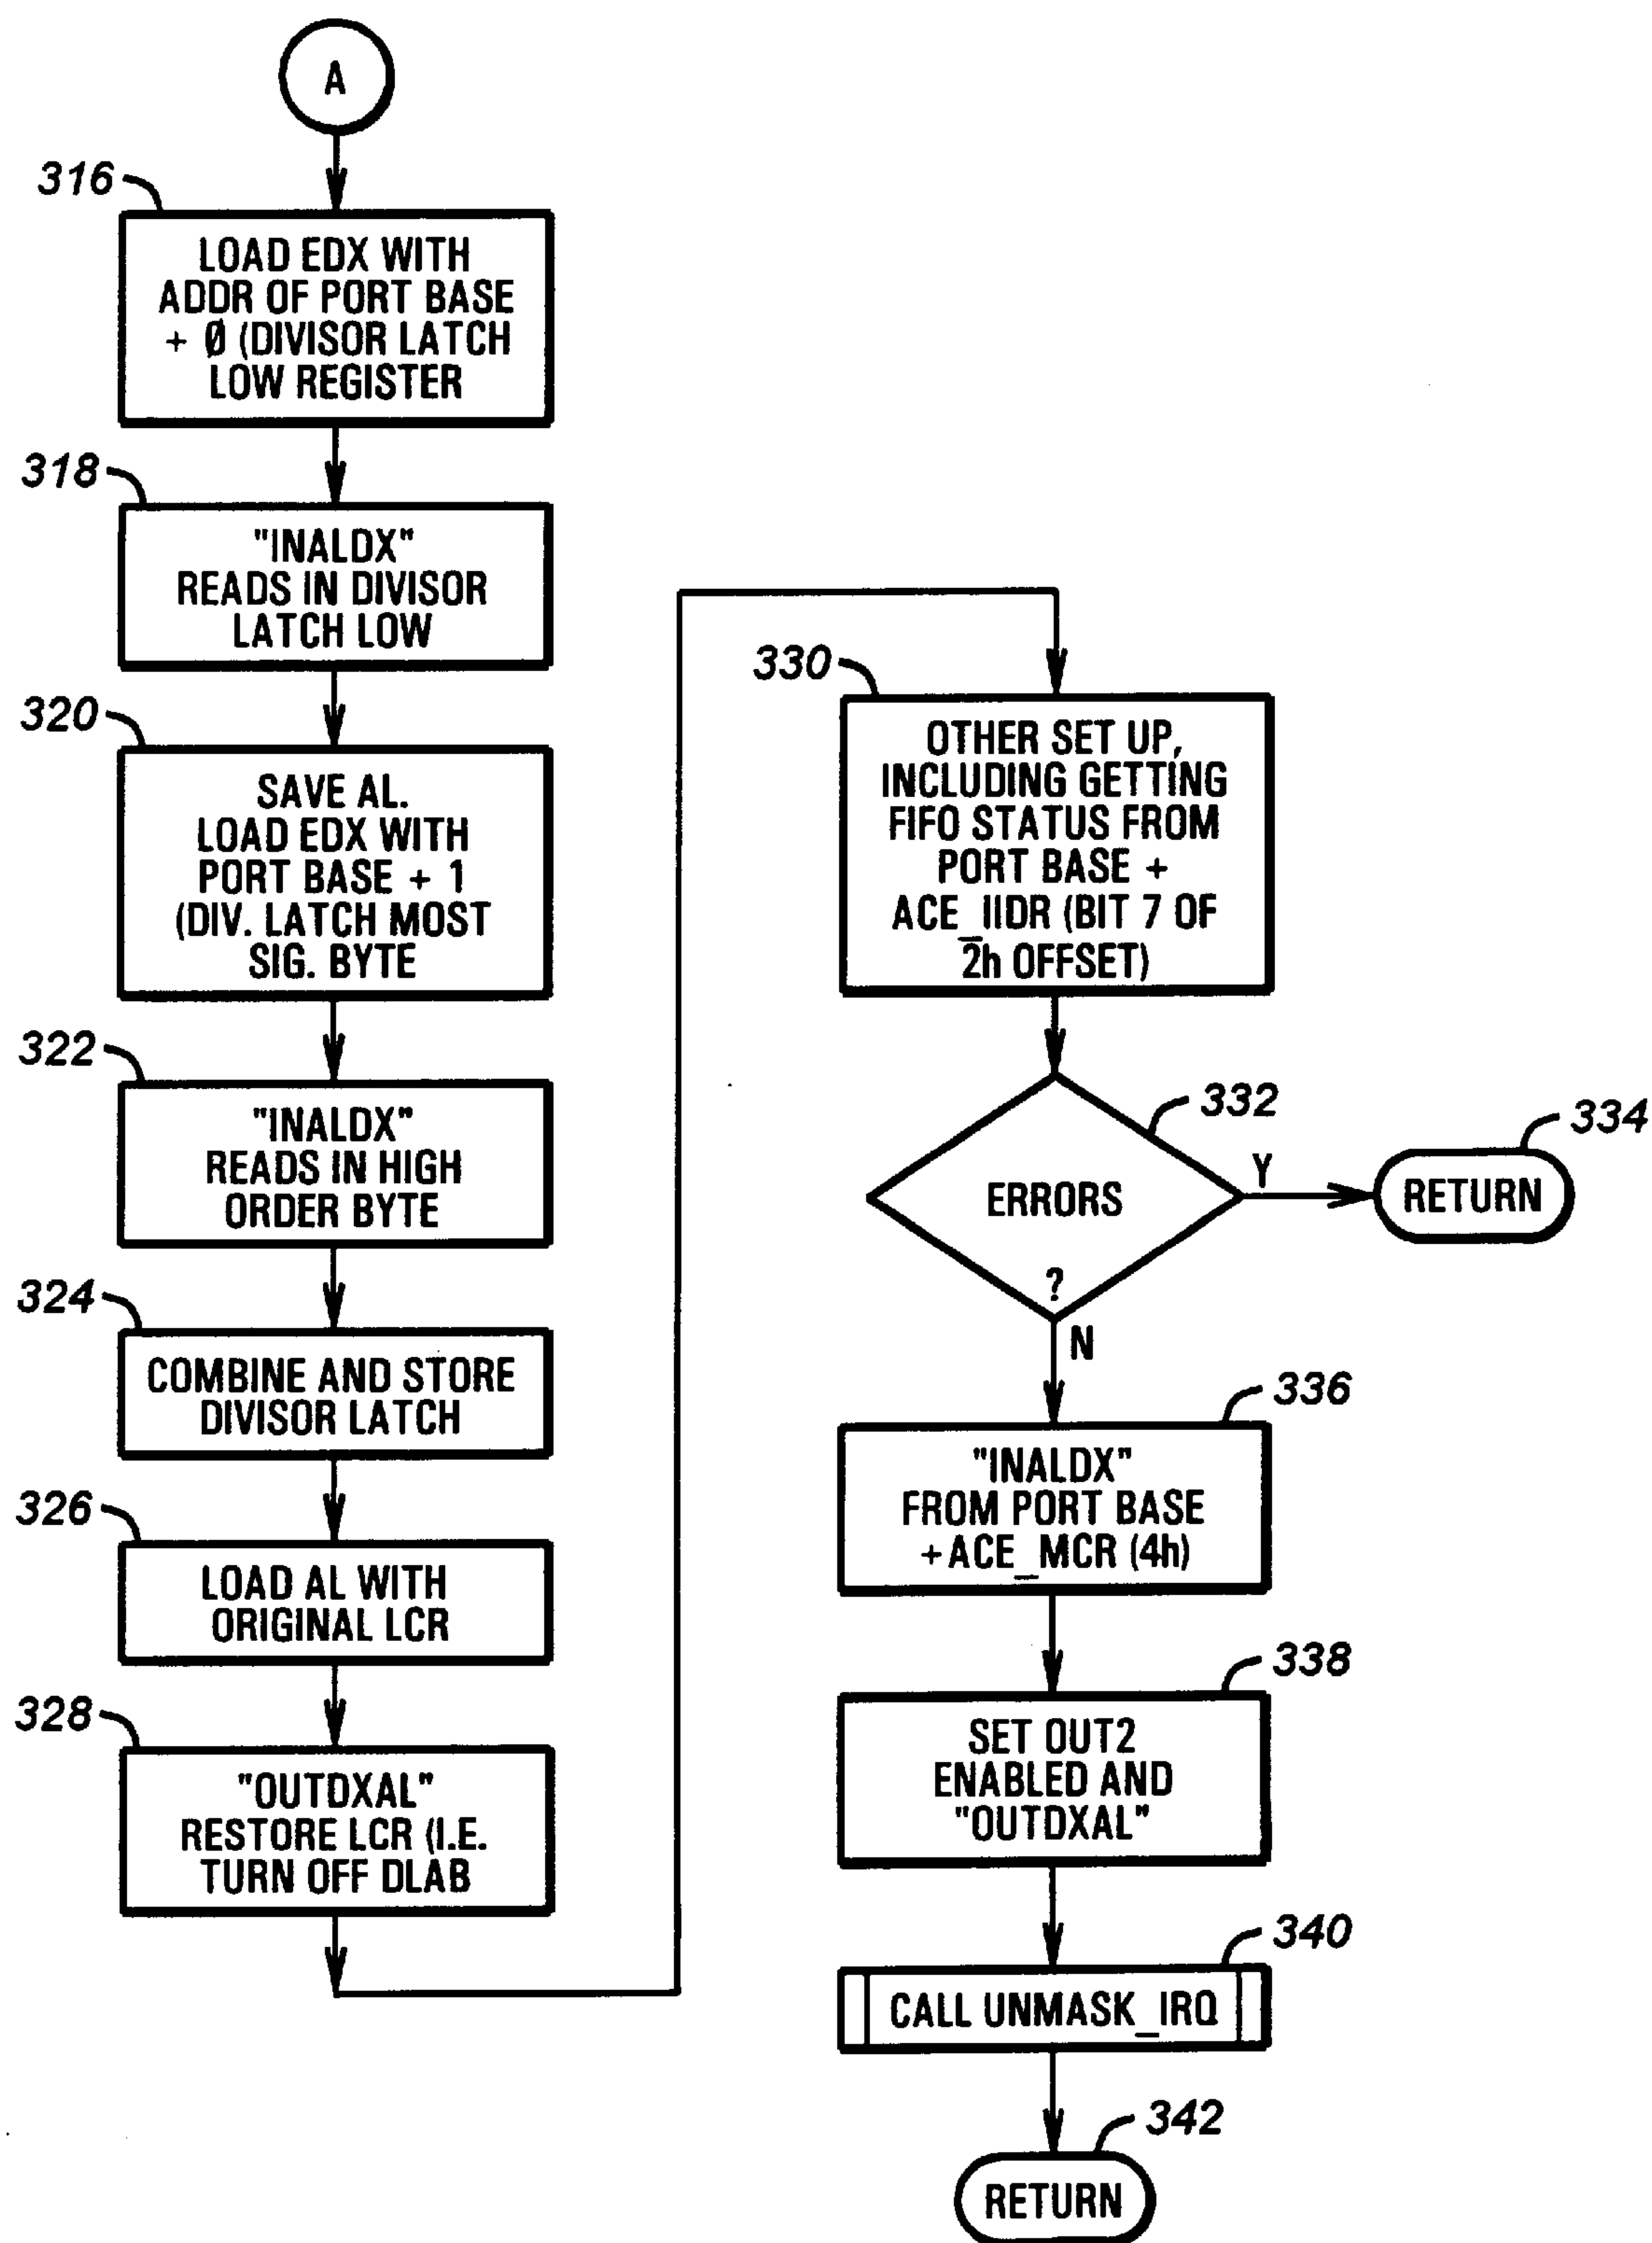 A
316
LOAD EDX WITH
ADDR OF PORT BASE
+ Ø (DIVISOR LATCH
LOW REGISTER
318
"INALDX"
READS IN DIVISOR
LATCH LOW
320
SAVE AL.
LOAD EDX WITH
PORT BASE + 1
(DIV. LATCH MOST
SIG. BYTE
322
"INALDX"
READS IN HIGH
ORDER BYTE
324
COMBINE AND STORE
DIVISOR LATCH
326
LOAD AL WITH
ORIGINAL LCR
328
"OUTDXAL"
RESTORE LCR (I.E.
TURN OFF DLAB
330
OTHER SET UP,
INCLUDING GETTING
FIFO STATUS FROM
PORT BASE +
ACE_IIDR (BIT 7 OF
2h OFFSET)
332
ERRORS
?
Y
334
RETURN
N
336
"INALDX"
FROM PORT BASE
+ACE_MCR (4h)
338
SET OUT2
ENABLED AND
"OUTDXAL"
340
CALL UNMASK_IRQ
342
RETURN